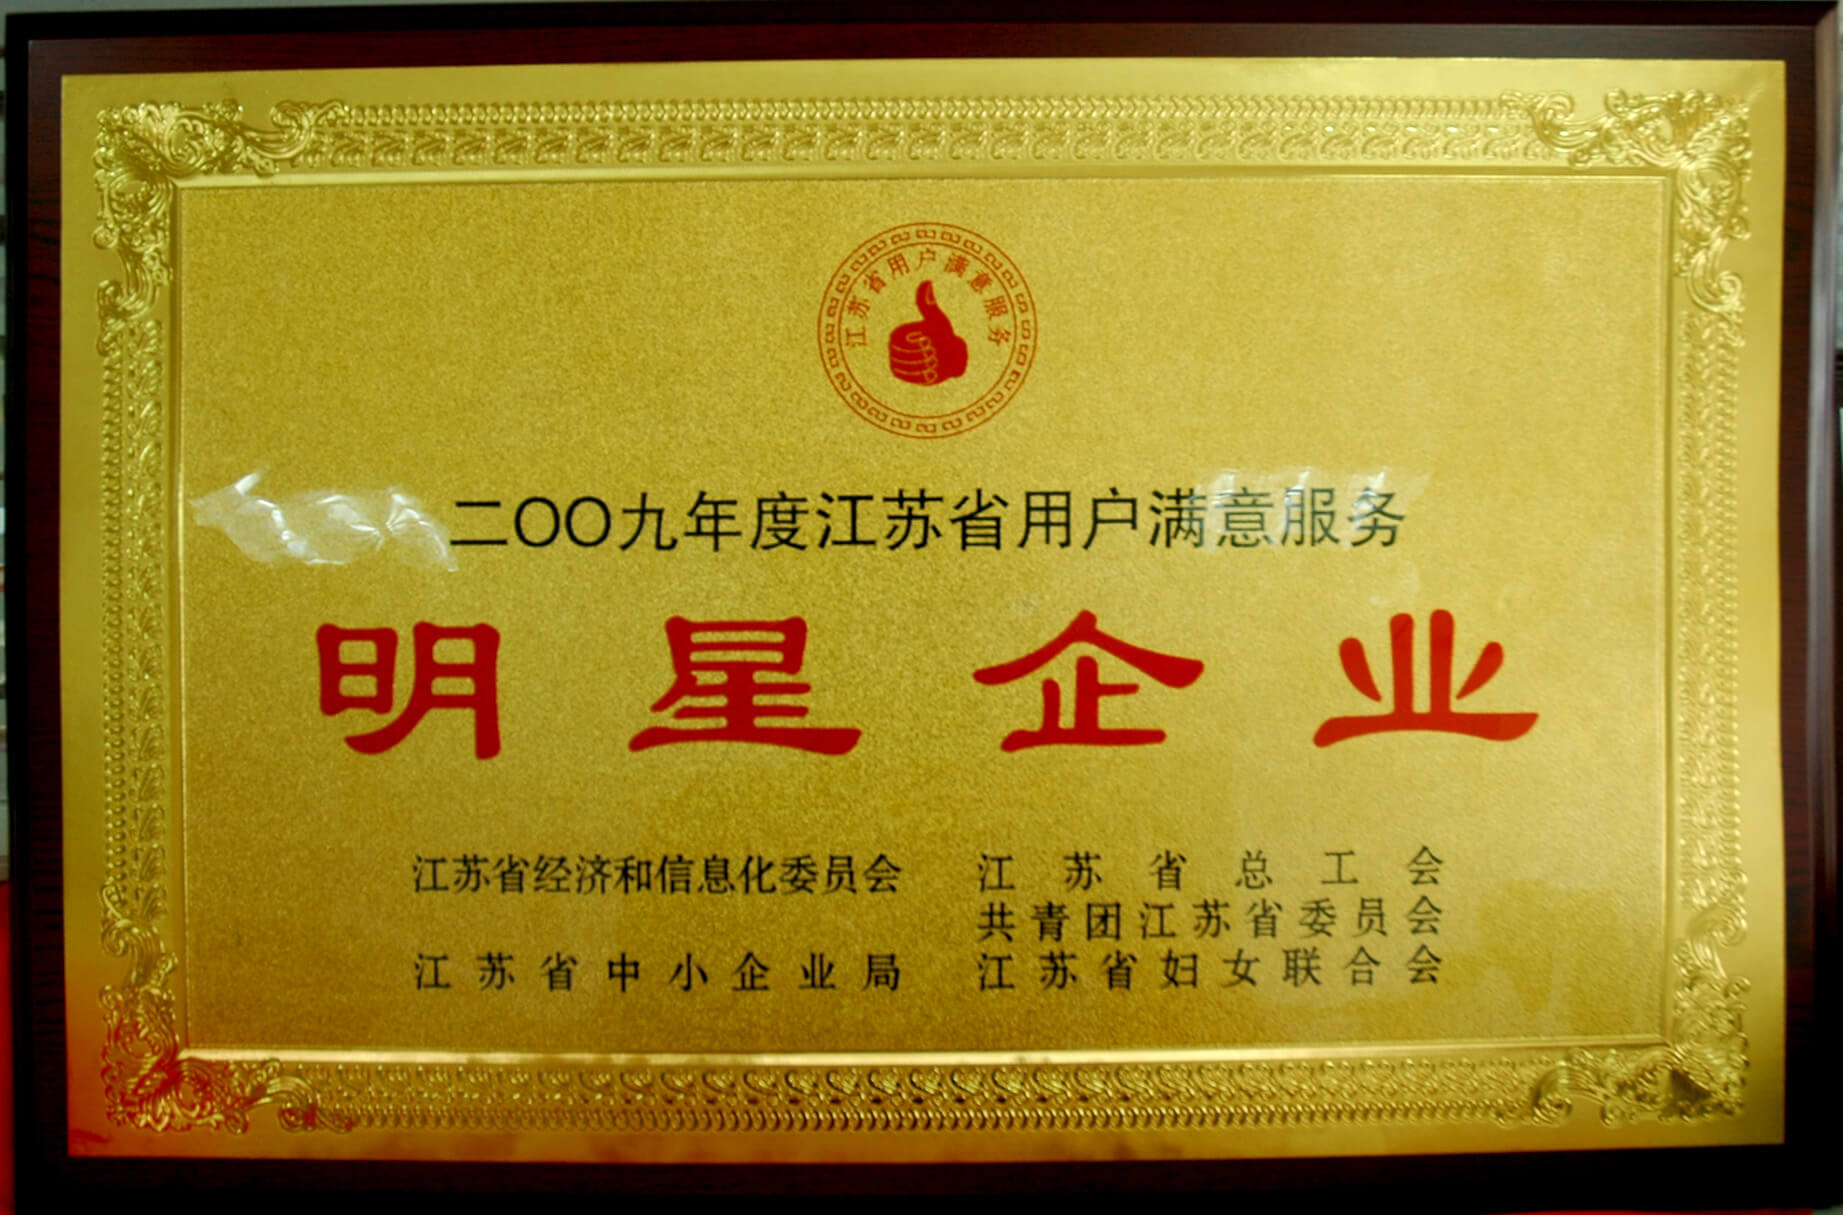 江苏省用户满意服务
二〇〇九年度江苏省用户满意服务
明星企业
江苏省经济和信息化委员会
江苏省中小企业局
江苏省总工会
共青团江苏省委员会
江苏省妇女联合会